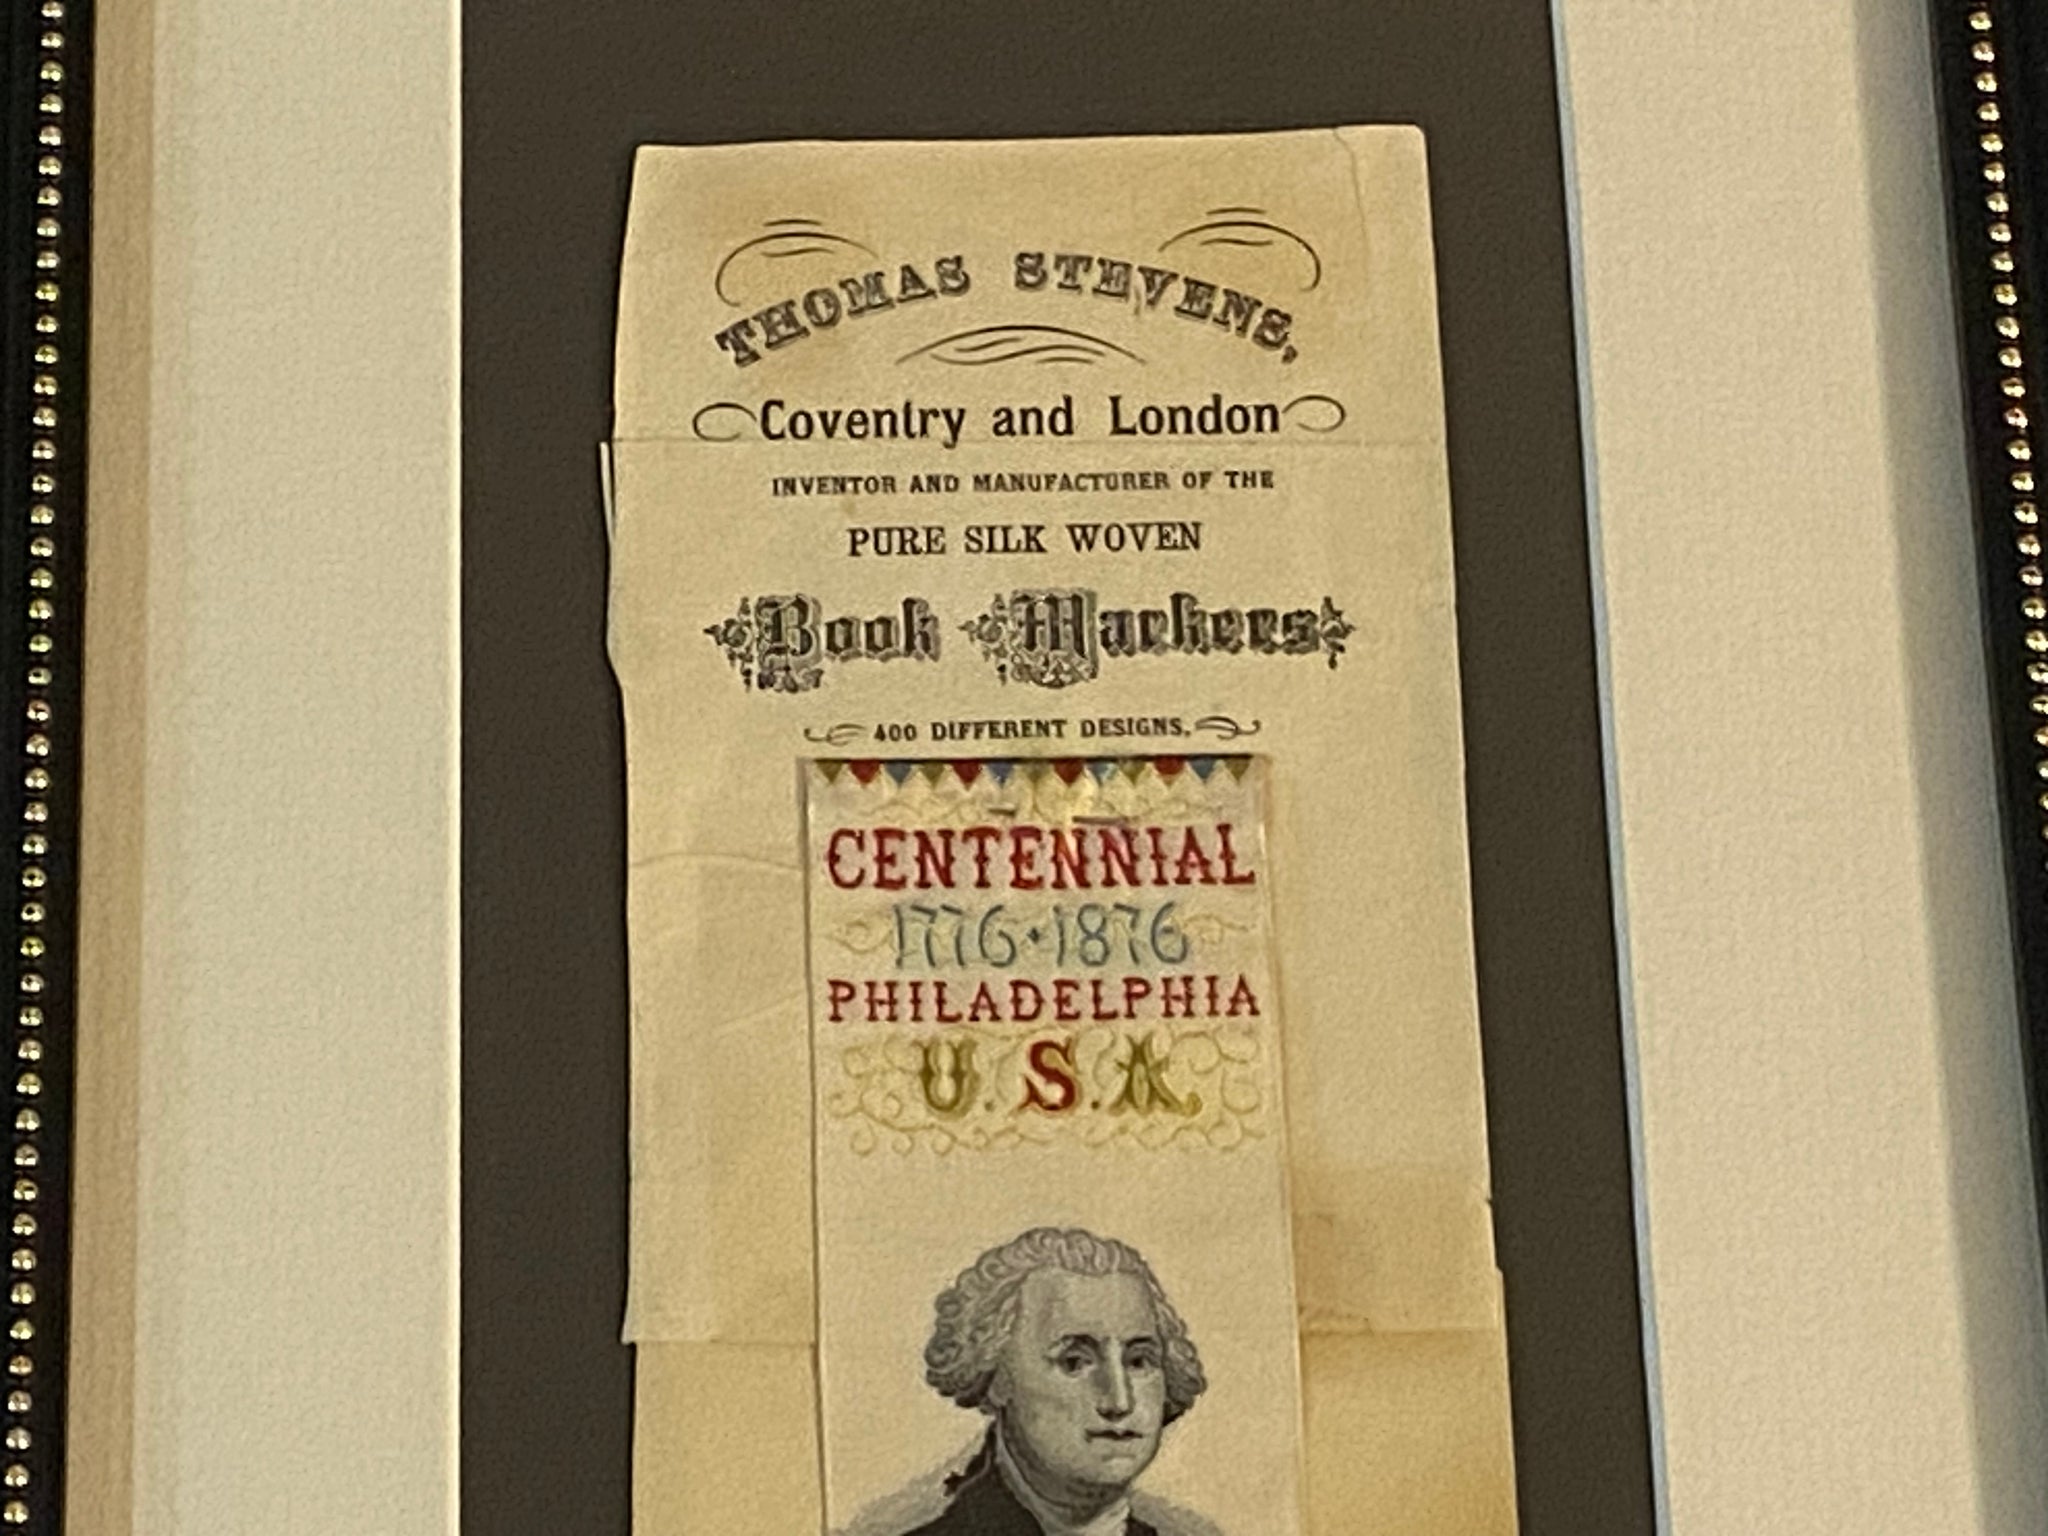 THOMAS STEVENS,
Coventry and London
INVENTOR AND MANUFACTURER OF THE
PURE SILK WOVEN
Book Markers
400 DIFFERENT DESIGNS.
CENTENNIAL
1776·1876
PHILADELPHIA
U.S.A.